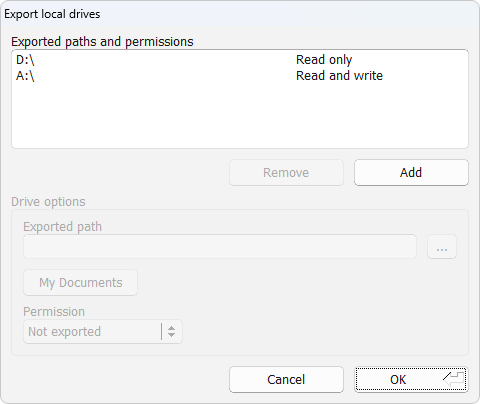 Export local drives
Exported paths and permissions
D:\ Read only
A:\ Read and write
Remove Add
Drive options
Exported path
...
My Documents
Permission
Not exported
Cancel OK